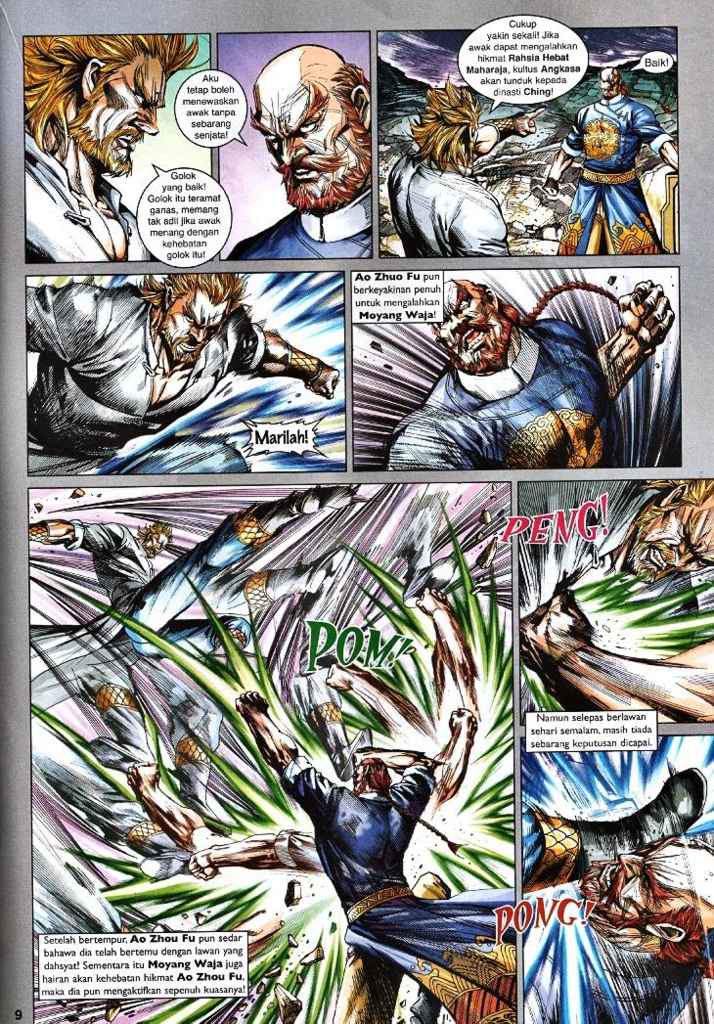 Aku
tetap boleh
menewaskan
awak tanpa
sebarang
senjata!
Golok
yang baik!
Golok itu teramat
ganas, memang
tak adil jika awak
menang dengan
kehebatan
golok itu!
Cukup
yakin sekali! Jika
awak dapat mengalahkan
hikmat Rahsia Hebat
Maharaja, kultus Angkasa
akan tunduk kepada
dinasti Ching!
Baik!
Marilah!
Ao Zhuo Fu pun
berkeyakinan penuh
untuk mengalahkan
Moyang Waja!
POM!
PENG!
Namun selepas berlawan
sehari semalam, masih tiada
sebarang keputusan dicapai.
PONG!
Setelah bertempur, Ao Zhou Fu pun sedar
bahawa dia telah bertemu dengan lawan yang
dahsyat! Sementara itu Moyang Waja juga
hairan akan kehebatan hikmat Ao Zhou Fu,
maka dia pun mengaktifkan sepenuh kuasanya!
9